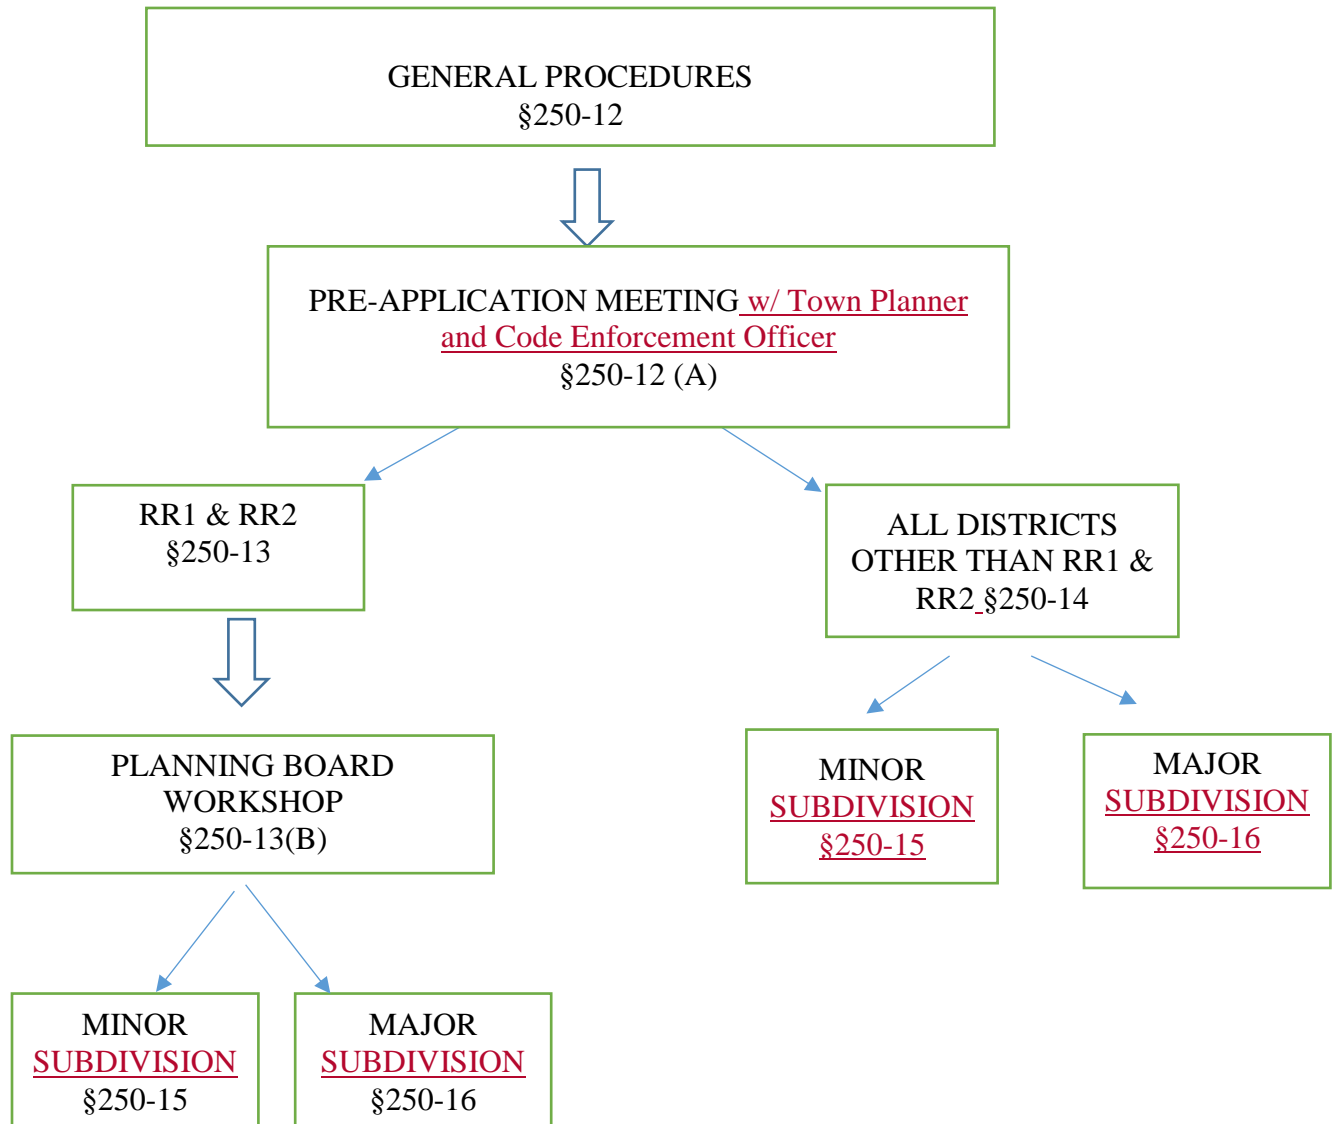 GENERAL PROCEDURES
§250-12
PRE-APPLICATION MEETING w/ Town Planner
and Code Enforcement Officer
§250-12 (A)
RR1 & RR2
§250-13
ALL DISTRICTS
OTHER THAN RR1 &
RR2 §250-14
PLANNING BOARD
WORKSHOP
§250-13(B)
MINOR
SUBDIVISION
§250-15
MAJOR
SUBDIVISION
§250-16
MINOR
SUBDIVISION
§250-15
MAJOR
SUBDIVISION
§250-16